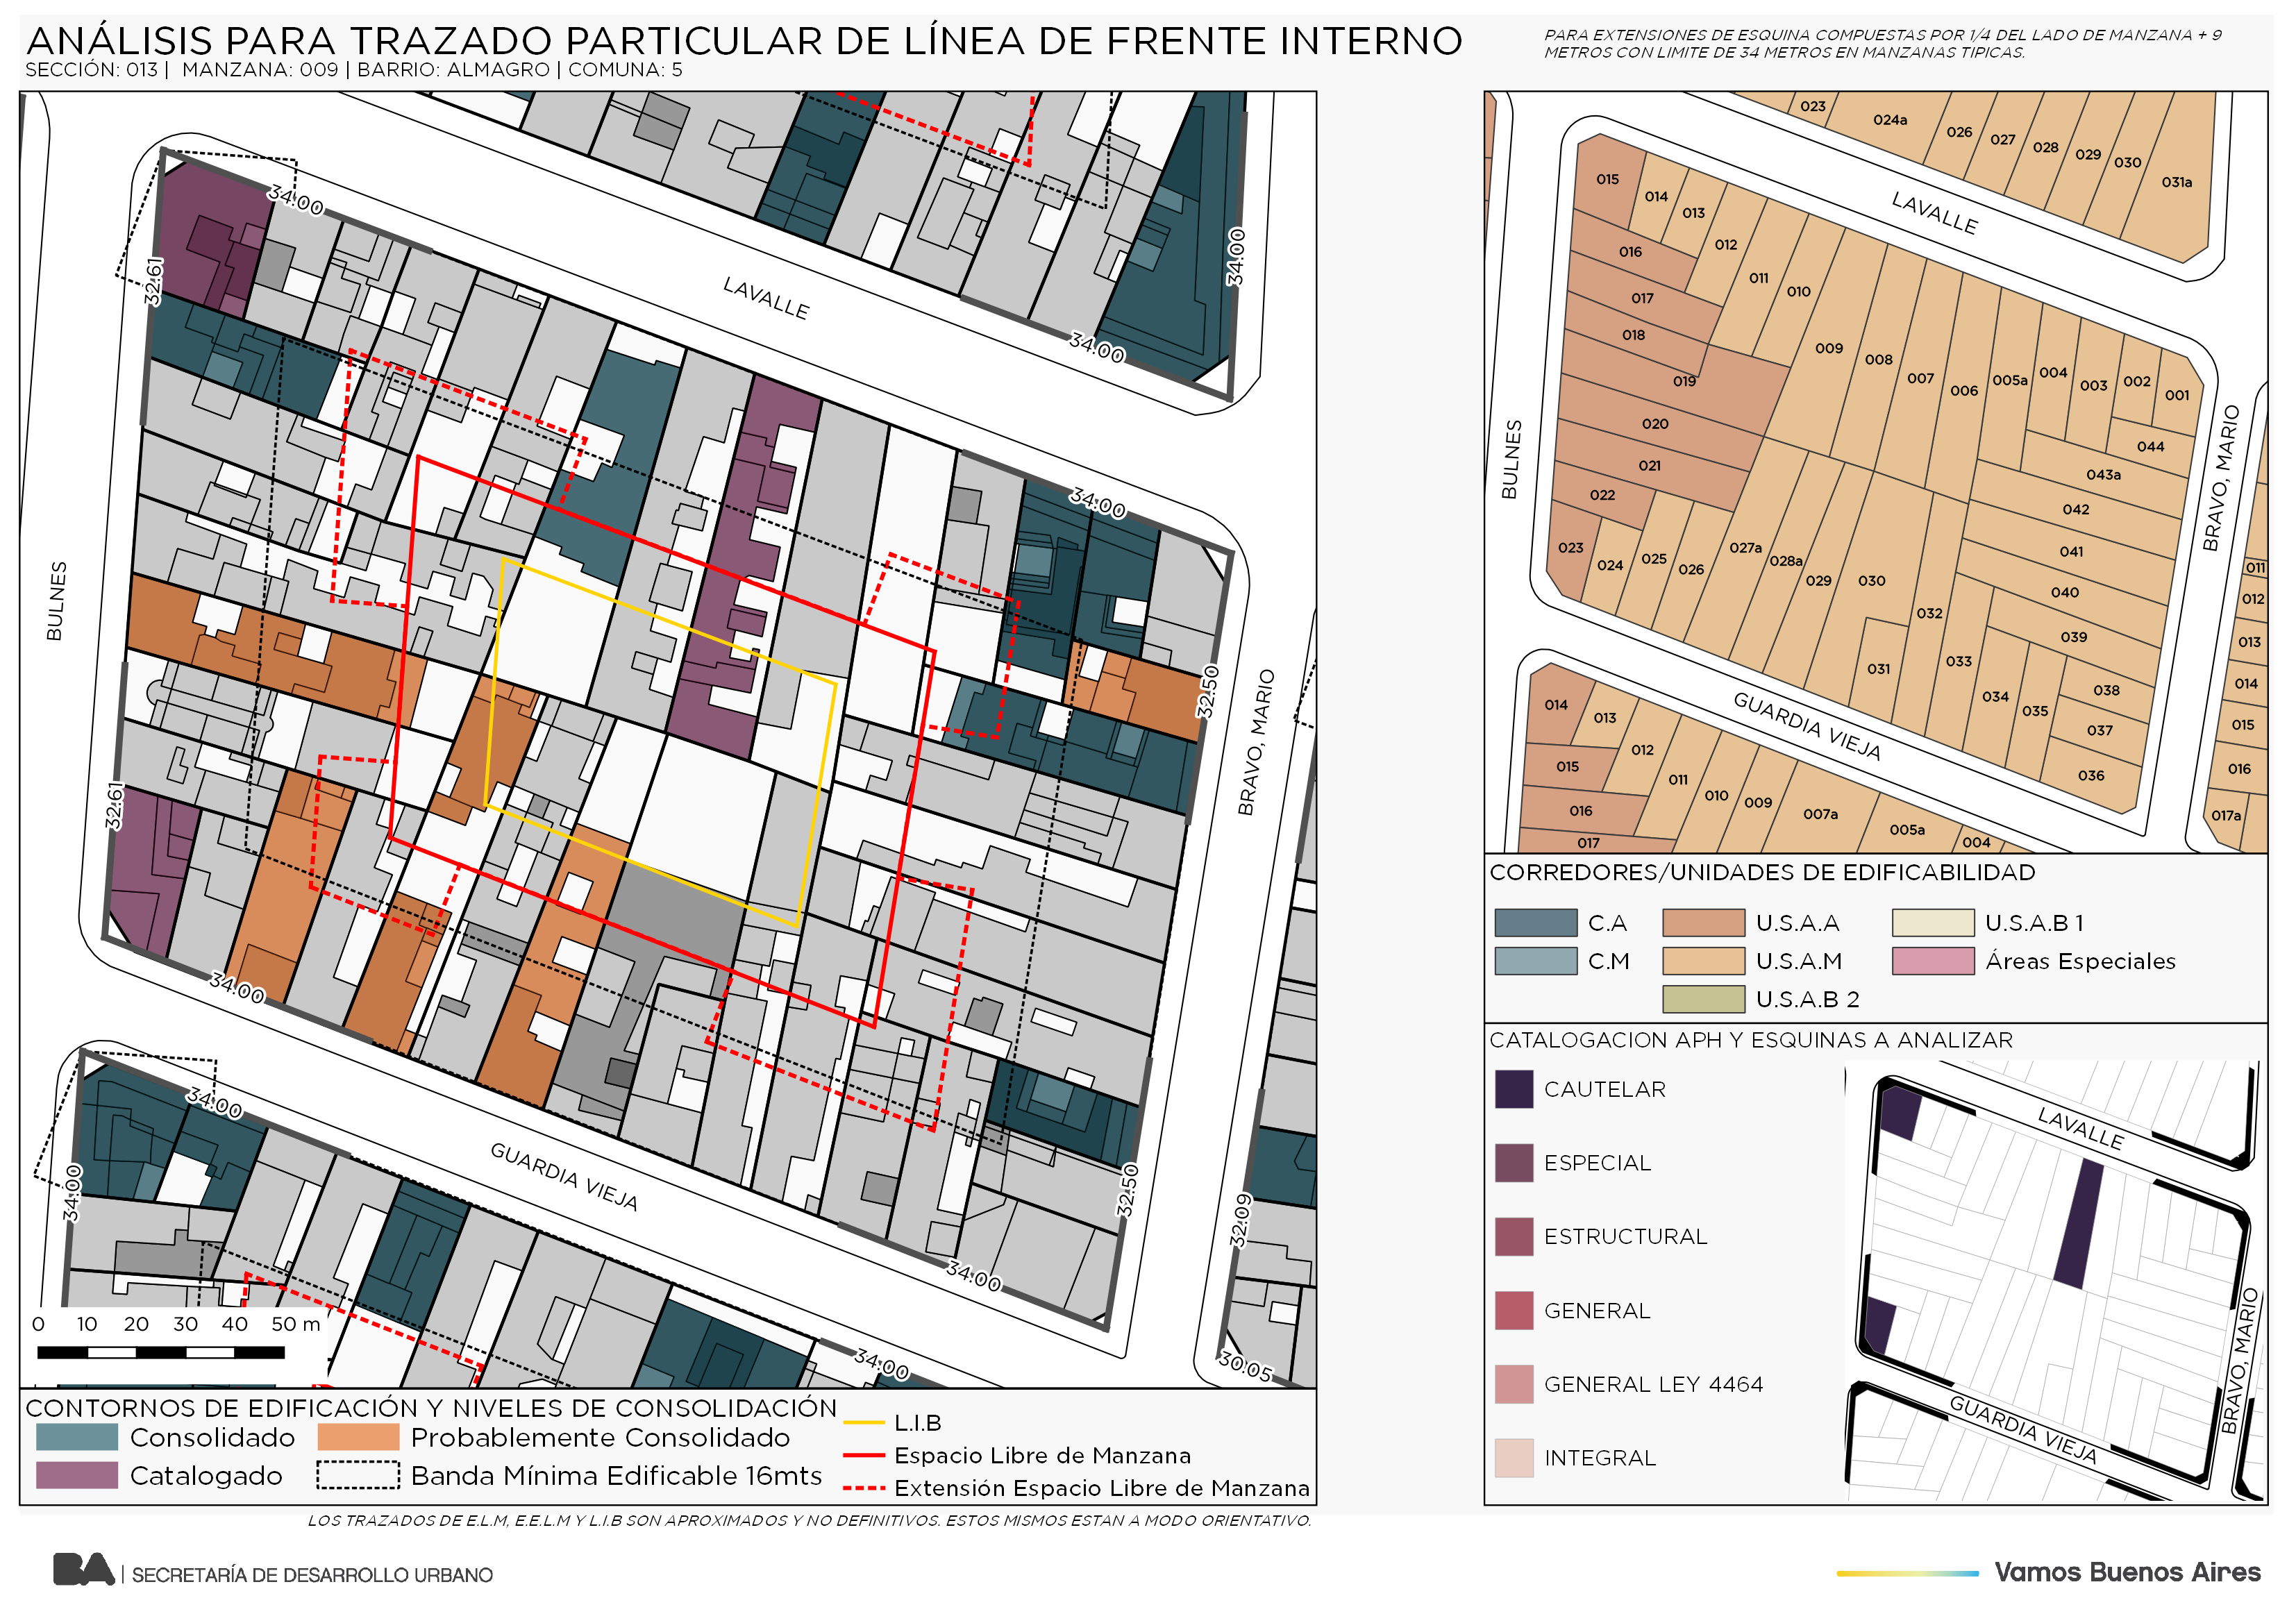 ANÁLISIS PARA TRAZADO PARTICULAR DE LÍNEA DE FRENTE INTERNO
SECCIÓN: 013 | MANZANA: 009 | BARRIO: ALMAGRO | COMUNA: 5
PARA EXTENSIONES DE ESQUINA COMPUESTAS POR 1/4 DEL LADO DE MANZANA + 9
METROS CON LIMITE DE 34 METROS EN MANZANAS TIPICAS.
34.00
32.61
LAVALLE
34.00
34.00
34.00
BULNES
32.50
BRAVO, MARIO
32.61
34.00
34.00
34.00
GUARDIA VIEJA
32.50
32.09
34.00
34.00
30.05
0 10 20 30 40 50 m
CONTORNOS DE EDIFICACIÓN Y NIVELES DE CONSOLIDACIÓN
Consolidado
Probablemente Consolidado
Catalogado
Banda Mínima Edificable 16mts
L.I.B
Espacio Libre de Manzana
Extensión Espacio Libre de Manzana
LOS TRAZADOS DE E.L.M, E.E.L.M Y L.I.B SON APROXIMADOS Y NO DEFINITIVOS. ESTOS MISMOS ESTAN A MODO ORIENTATIVO.
023
024a
026
027
028
029
030
031a
LAVALLE
015
014
013
012
011
010
009
008
007
006
005a
004
003
002
001
016
017
018
019
020
021
022
023
024
025
026
027a
028a
029
030
031
032
033
034
035
036
037
038
039
040
041
042
043a
044
BULNES
BRAVO, MARIO
GUARDIA VIEJA
014
013
012
011
010
009
007a
005a
004
015
016
017
011
012
013
014
015
016
017a
CORREDORES/UNIDADES DE EDIFICABILIDAD
C.A
U.S.A.A
U.S.A.B 1
C.M
U.S.A.M
Áreas Especiales
U.S.A.B 2
CATALOGACION APH Y ESQUINAS A ANALIZAR
CAUTELAR
ESPECIAL
ESTRUCTURAL
GENERAL
GENERAL LEY 4464
INTEGRAL
LAVALLE
BRAVO, MARIO
GUARDIA VIEJA
BA | SECRETARÍA DE DESARROLLO URBANO
Vamos Buenos Aires